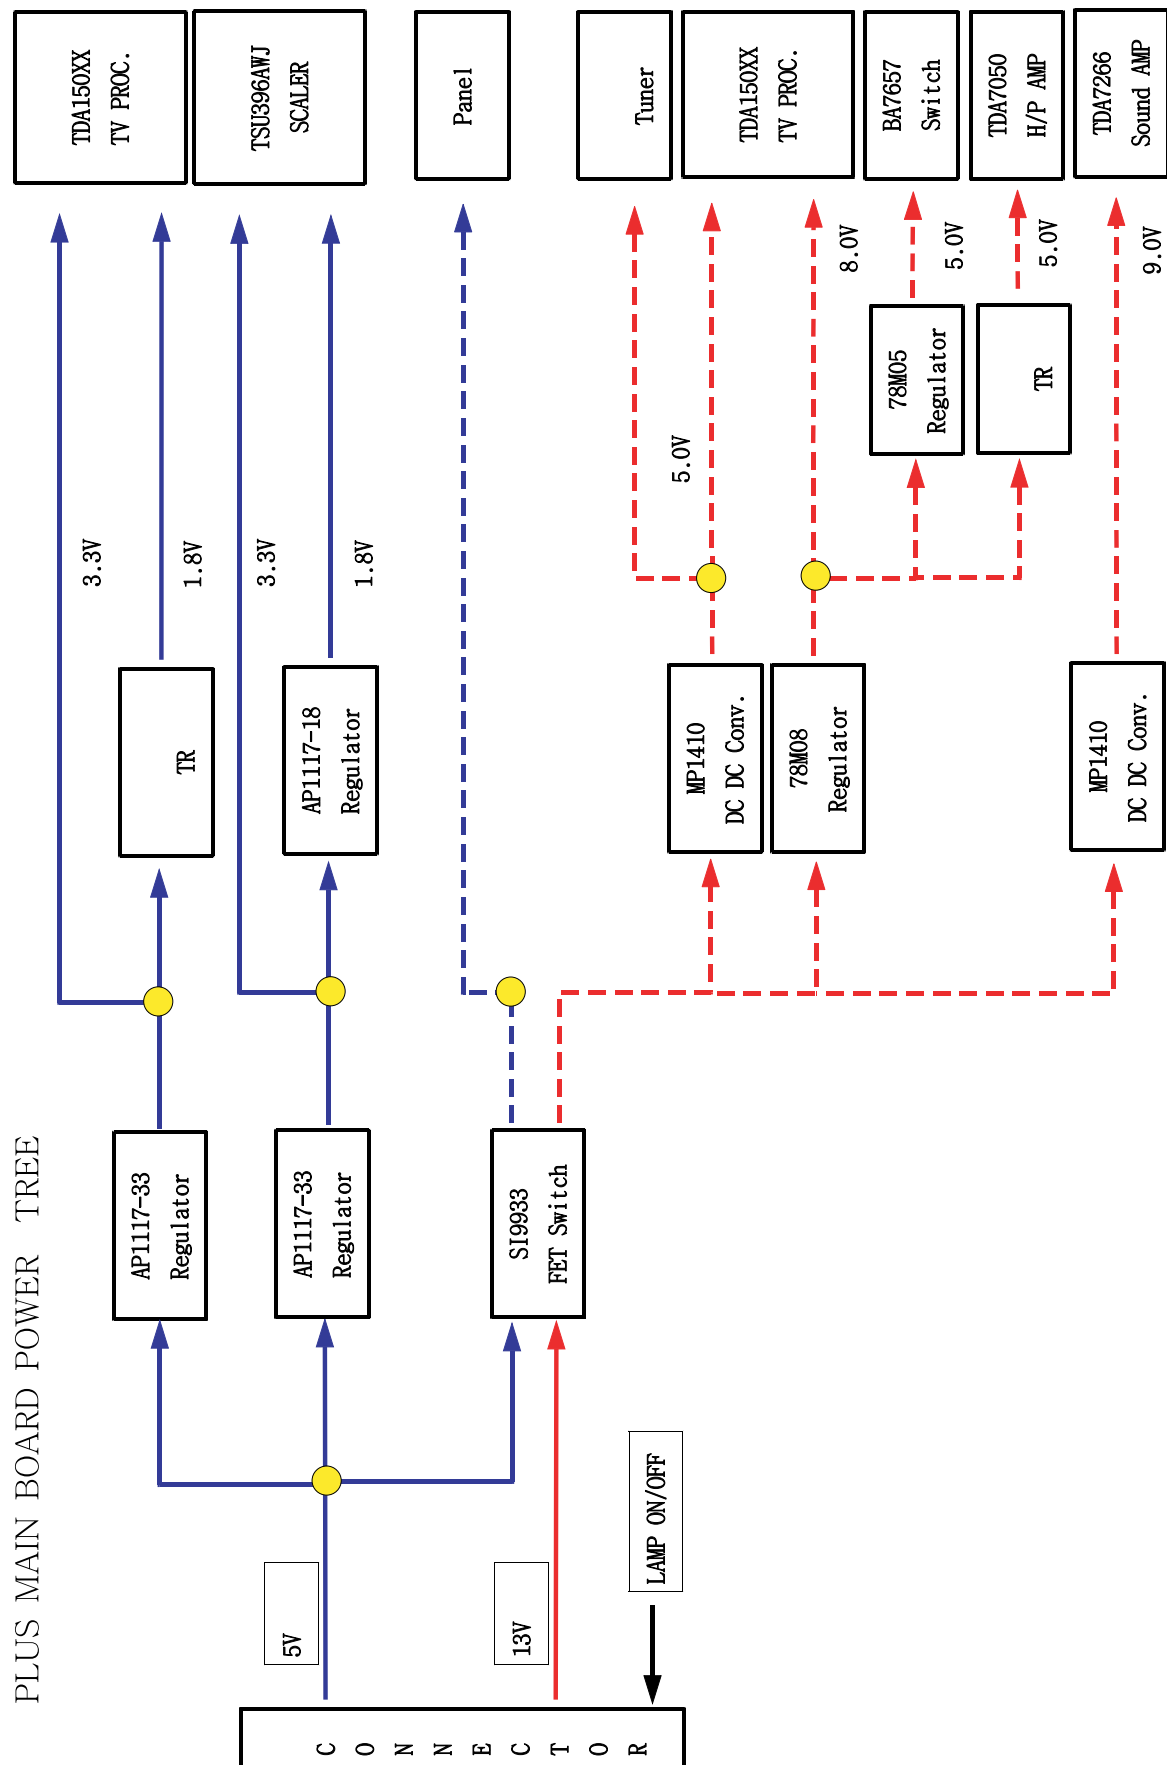 PLUS MAIN BOARD POWER TREE
CONNECTOR
5V
13V
LAMP ON/OFF
AP1117-33
Regulator
AP1117-33
Regulator
SI9933
FET Switch
TR
AP1117-18
Regulator
MP1410
DC DC Conv.
78M08
Regulator
MP1410
DC DC Conv.
3.3V
1.8V
3.3V
1.8V
5.0V
78M05
Regulator
TR
8.0V
5.0V
5.0V
9.0V
TDA150XX
TV PROC.
TSU396AWJ
SCALER
Panel
Tuner
TDA150XX
TV PROC.
BA7657
Switch
TDA7050
H/P AMP
TDA7266
Sound AMP